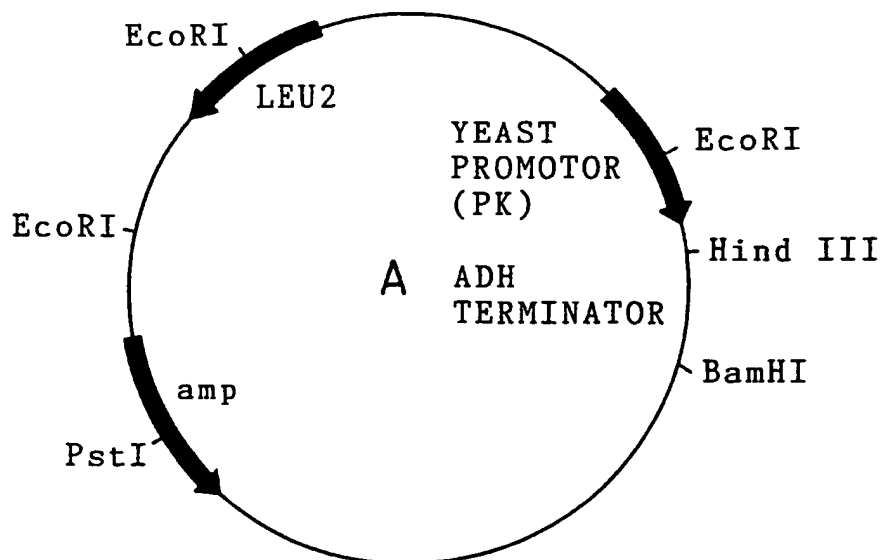 EcoRI
LEU2
YEAST
PROMOTOR
(PK)
EcoRI
EcoRI
Hind III
A
ADH
TERMINATOR
BamHI
amp
PstI